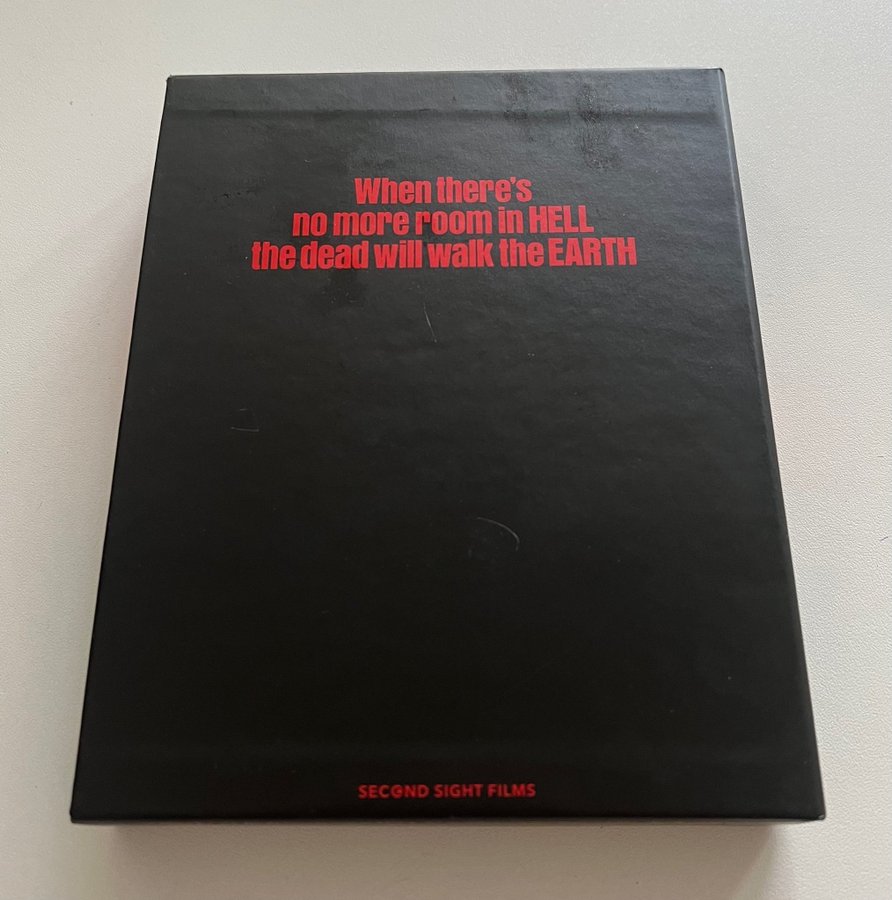 When there's
no more room in HELL
the dead will walk the EARTH
SECOND SIGHT FILMS